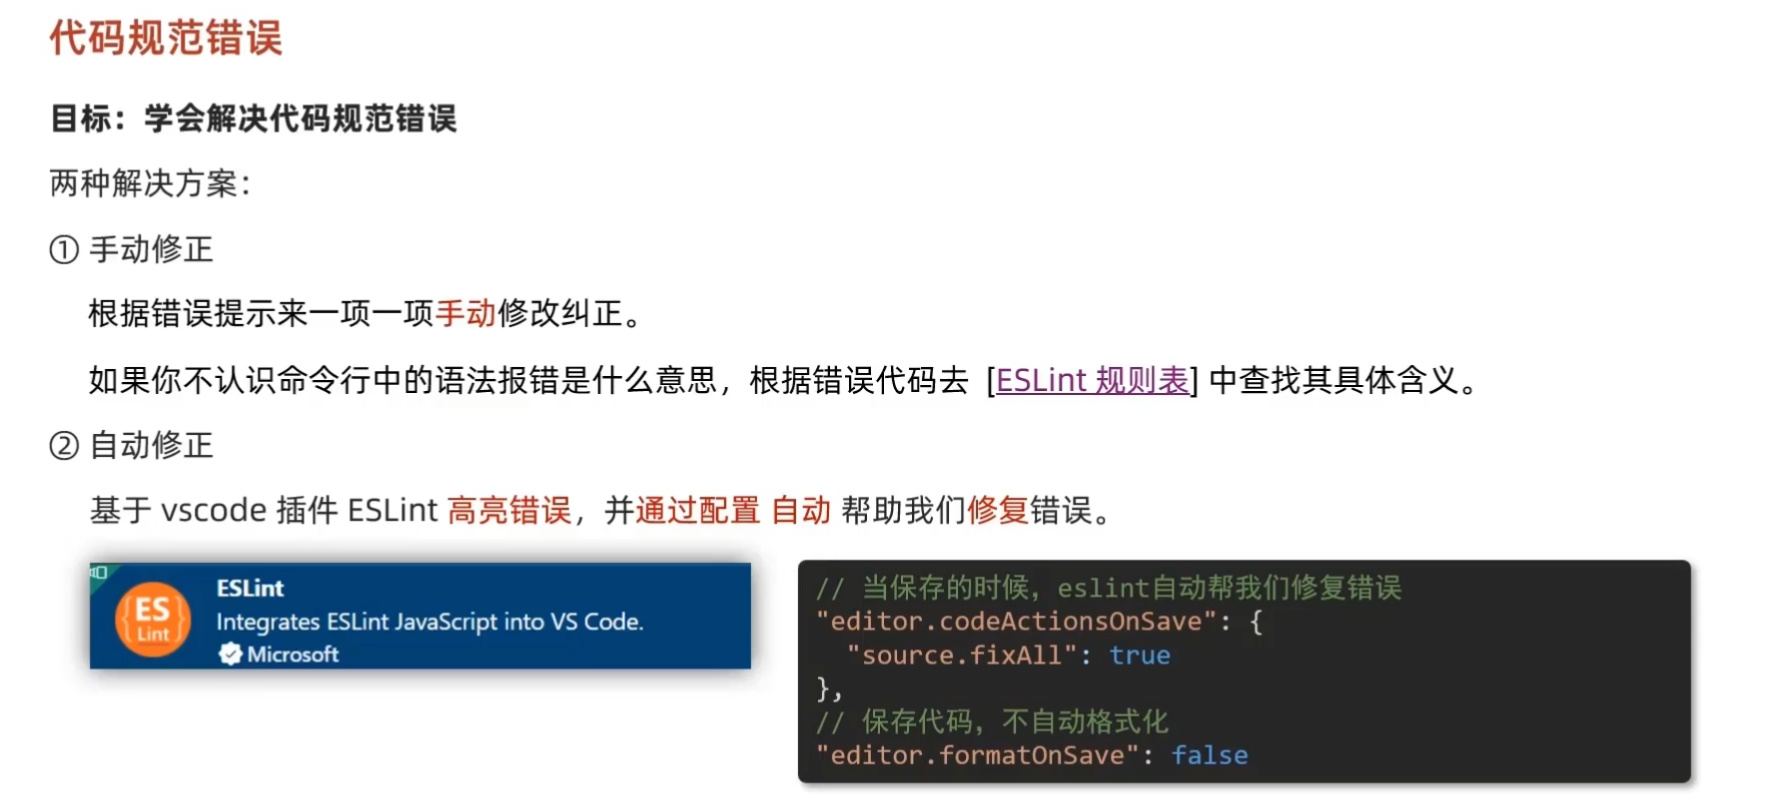 代码规范错误
目标：学会解决代码规范错误
两种解决方案：
① 手动修正
根据错误提示来一项一项手动修改纠正。
如果你不认识命令行中的语法报错是什么意思，根据错误代码去 [ESLint 规则表] 中查找其具体含义。
② 自动修正
基于 vscode 插件 ESLint 高亮错误，并通过配置 自动 帮助我们修复错误。
ES
Lint
ESLint
Integrates ESLint JavaScript into VS Code.
Microsoft
// 当保存的时候，eslint自动帮我们修复错误
"editor.codeActionsOnSave": {
"source.fixAll": true
},
// 保存代码，不自动格式化
"editor.formatOnSave": false